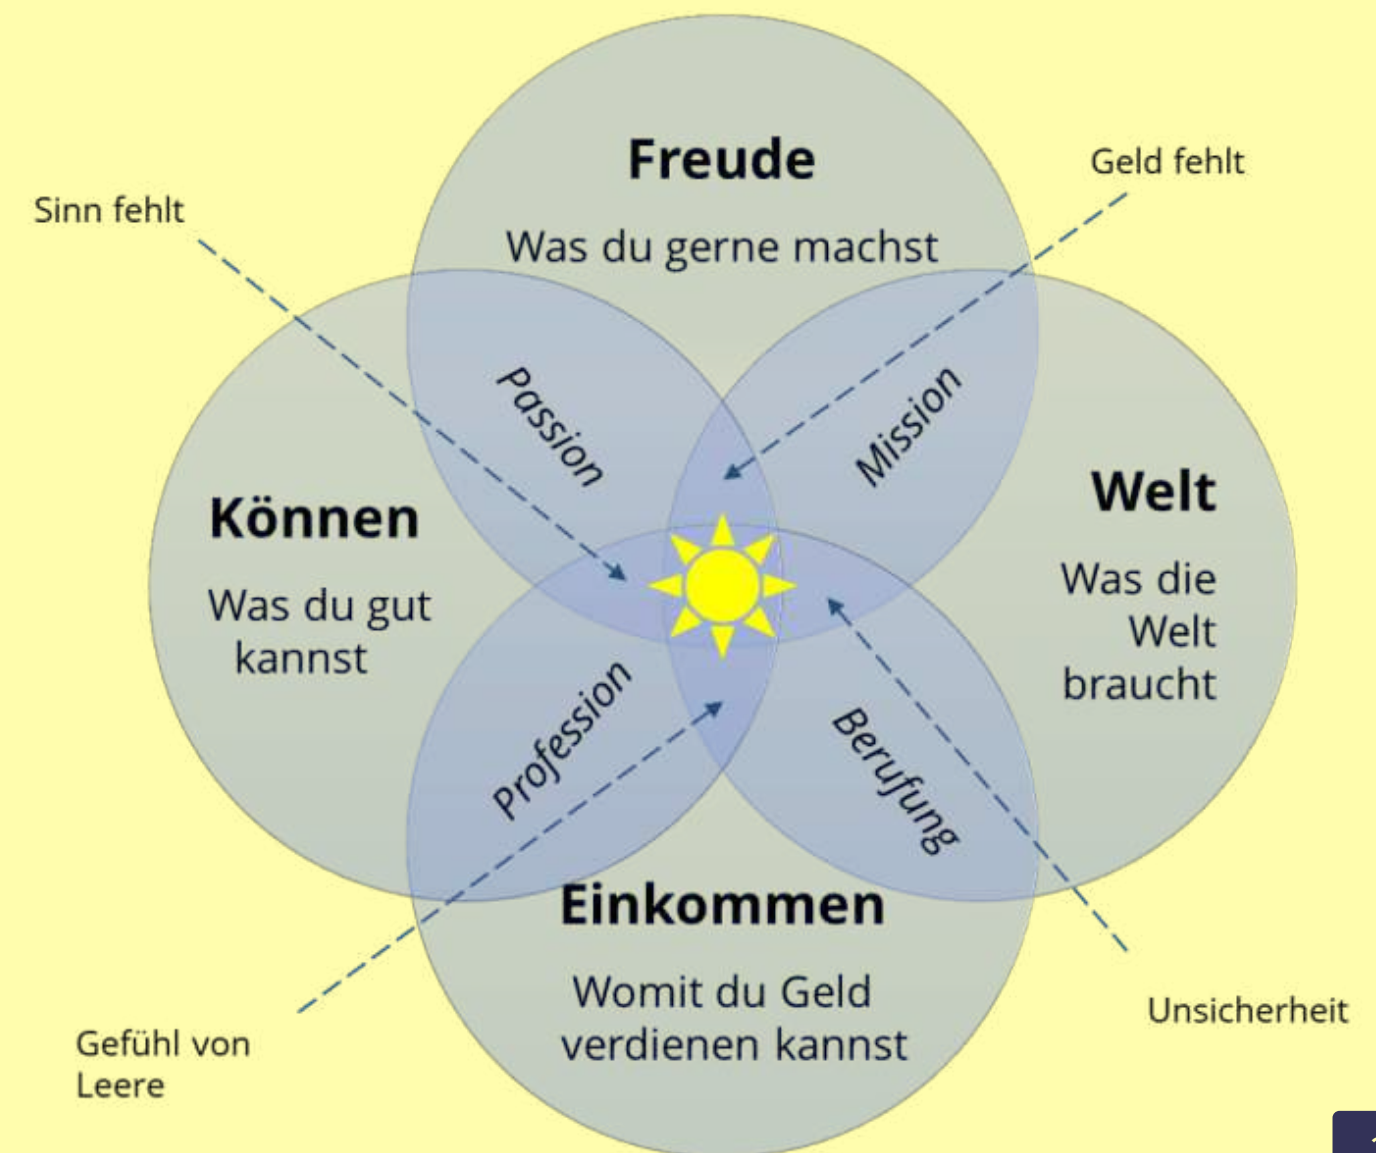 Freude
Was du gerne machst
Geld fehlt
Sinn fehlt
Passion
Mission
Können
Was du gut
kannst
Welt
Was die
Welt
braucht
Profession
Berufung
Einkommen
Womit du Geld
verdienen kannst
Gefühl von
Leere
Unsicherheit